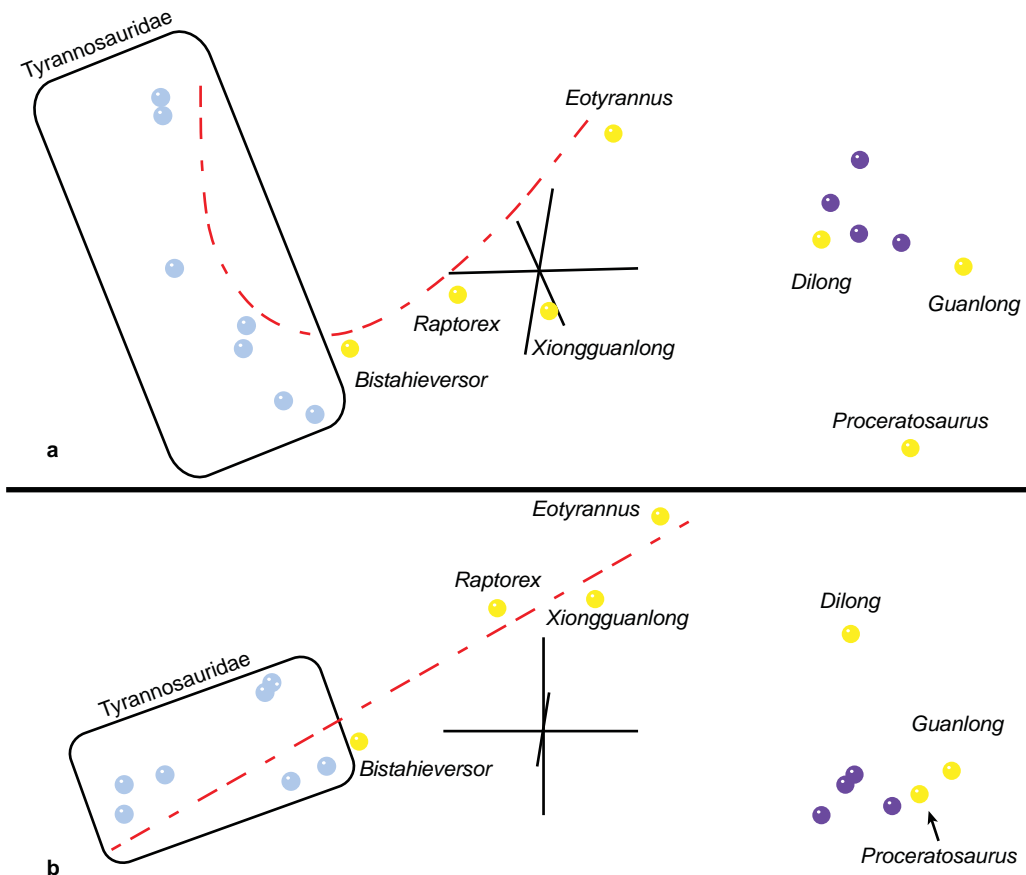 Tyrannosauridae
Eotyrannus
Dilong
Guanlong
Raptorex
Xiongguanlong
Bistahieversor
Proceratosaurus
a
Eotyrannus
Raptorex
Xiongguanlong
Dilong
Tyrannosauridae
Guanlong
Bistahieversor
Proceratosaurus
b